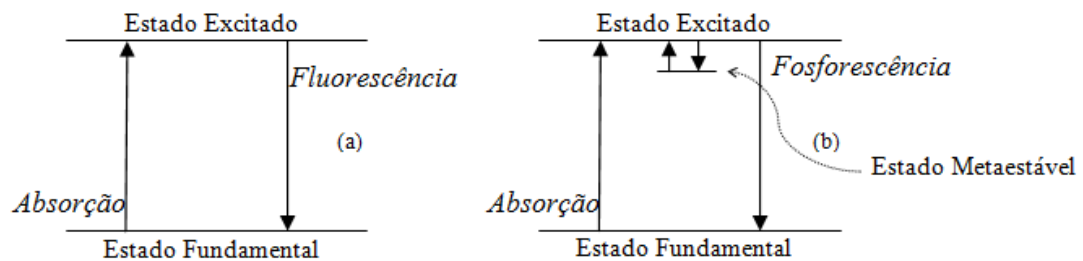 Estado Excitado
Fluorescência
(a)
Absorção
Estado Fundamental
Estado Excitado
Fosforescência
(b)
Estado Metaestável
Absorção
Estado Fundamental